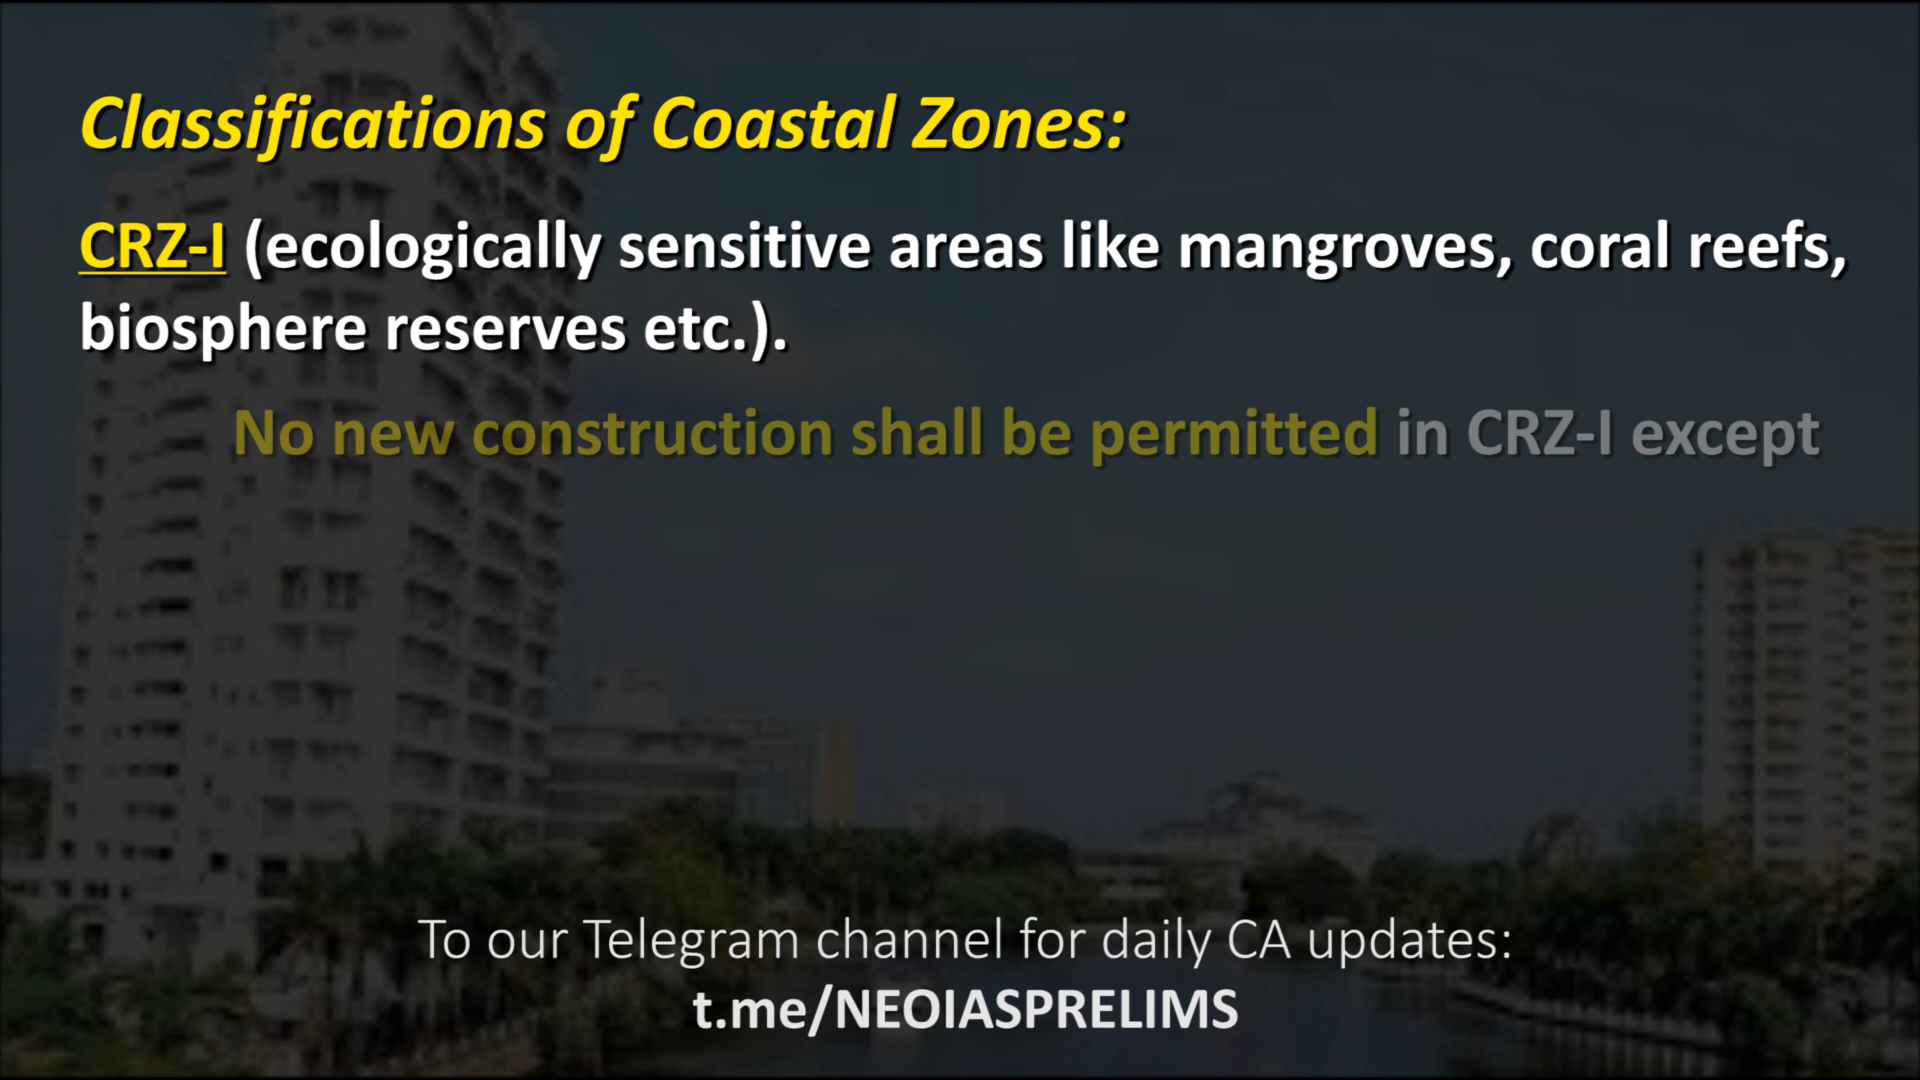 Classifications of Coastal Zones:
CRZ-I (ecologically sensitive areas like mangroves, coral reefs,
biosphere reserves etc.).
No new construction shall be permitted in CRZ-I except
To our Telegram channel for daily CA updates:
t.me/NEOIASPRELIMS